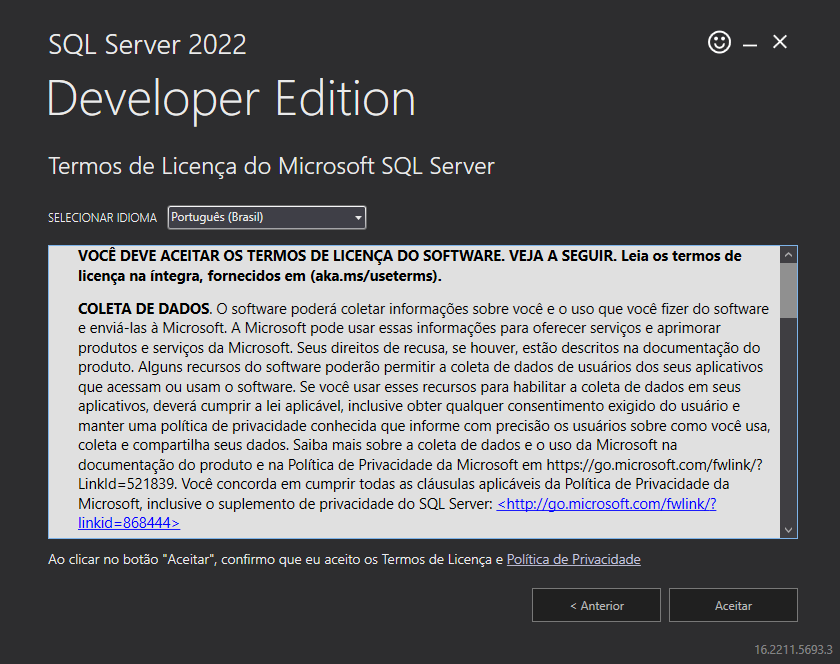 SQL Server 2022
Developer Edition
Termos de Licença do Microsoft SQL Server
SELECIONAR IDIOMA Português (Brasil)
VOCÊ DEVE ACEITAR OS TERMOS DE LICENÇA DO SOFTWARE. VEJA A SEGUIR. Leia os termos de
licença na íntegra, fornecidos em (aka.ms/useterms).
COLETA DE DADOS. O software poderá coletar informações sobre você e o uso que você fizer do software
e enviá-las à Microsoft. A Microsoft pode usar essas informações para oferecer serviços e aprimorar
produtos e serviços da Microsoft. Seus direitos de recusa, se houver, estão descritos na documentação do
produto. Alguns recursos do software poderão permitir a coleta de dados de usuários dos seus aplicativos
que acessam ou usam o software. Se você usar esses recursos para habilitar a coleta de dados em seus
aplicativos, deverá cumprir a lei aplicável, inclusive obter qualquer consentimento exigido do usuário e
manter uma política de privacidade conhecida que informe com precisão os usuários sobre como você usa,
coleta e compartilha seus dados. Saiba mais sobre a coleta de dados e o uso da Microsoft na
documentação do produto e na Política de Privacidade da Microsoft em https://go.microsoft.com/fwlink/?
LinkId=521839. Você concorda em cumprir todas as cláusulas aplicáveis da Política de Privacidade da
Microsoft, inclusive o suplemento de privacidade do SQL Server: <http://go.microsoft.com/fwlink/?
linkid=868444>
Ao clicar no botão "Aceitar", confirmo que eu aceito os Termos de Licença e Política de Privacidade
< Anterior
Aceitar
16.2211.5693.3